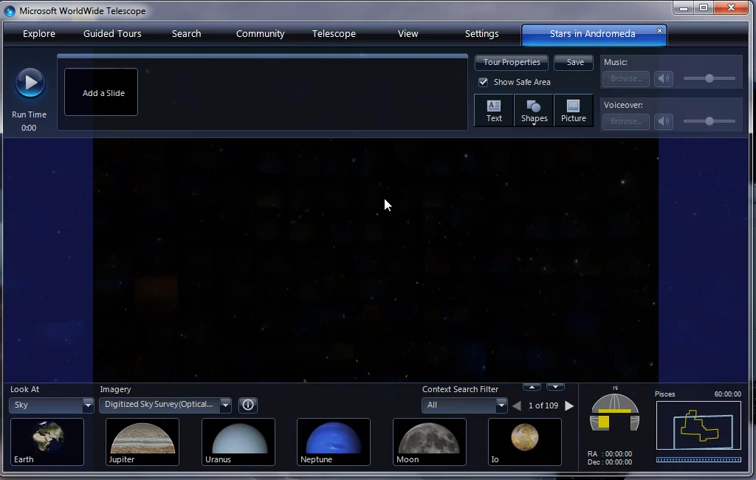 Microsoft WorldWide Telescope
Explore Guided Tours Search Community Telescope View Settings Stars in Andromeda
Tour Properties Save Music:
Show Safe Area Browse...
Add a Slide
Run Time
0:00
Text Shapes Picture
Voiceover:
Browse...
Look At Imagery Context Search Filter
Sky Digitized Sky Survey(Optical... All 1 of 109
N
Pisces 60:00:00
Earth Jupiter Uranus Neptune Moon Io
RA : 00:00:00
Dec : 00:00:00